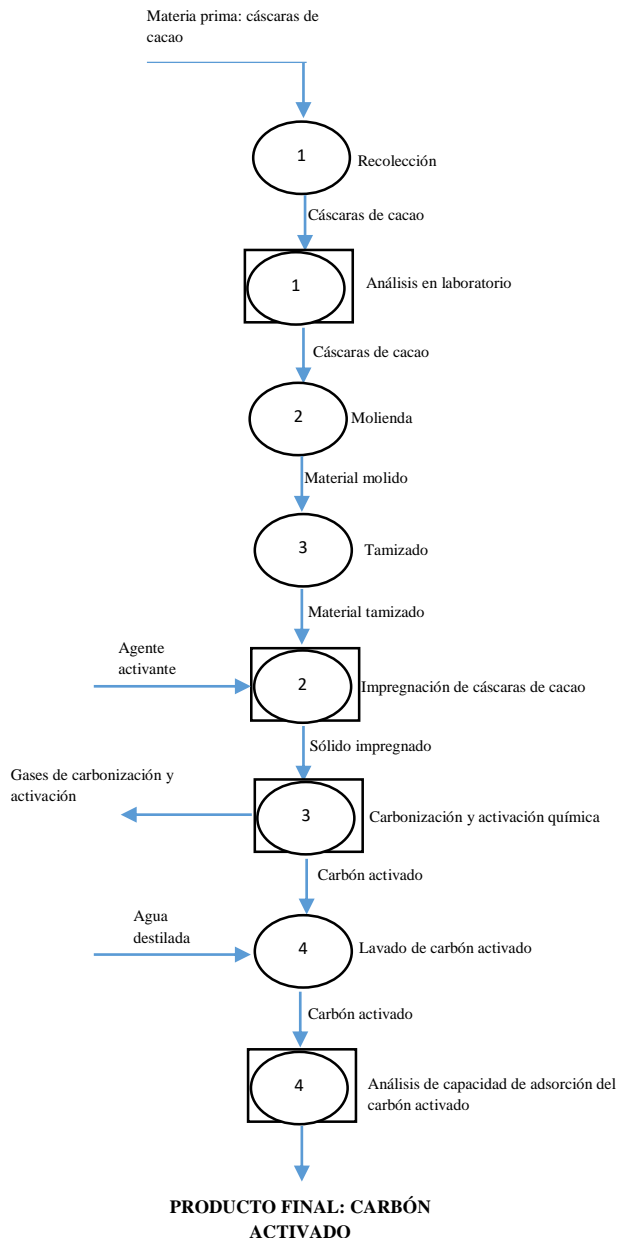 Materia prima: cáscaras de
cacao
1
Recolección
Cáscaras de cacao
1
Análisis en laboratorio
Cáscaras de cacao
2
Molienda
Material molido
3
Tamizado
Material tamizado
Agente
activante
2
Impregnación de cáscaras de cacao
Sólido impregnado
Gases de carbonización y
activación
3
Carbonización y activación química
Carbón activado
Agua
destilada
4
Lavado de carbón activado
Carbón activado
4
Análisis de capacidad de adsorción del
carbón activado
PRODUCTO FINAL: CARBÓN
ACTIVADO